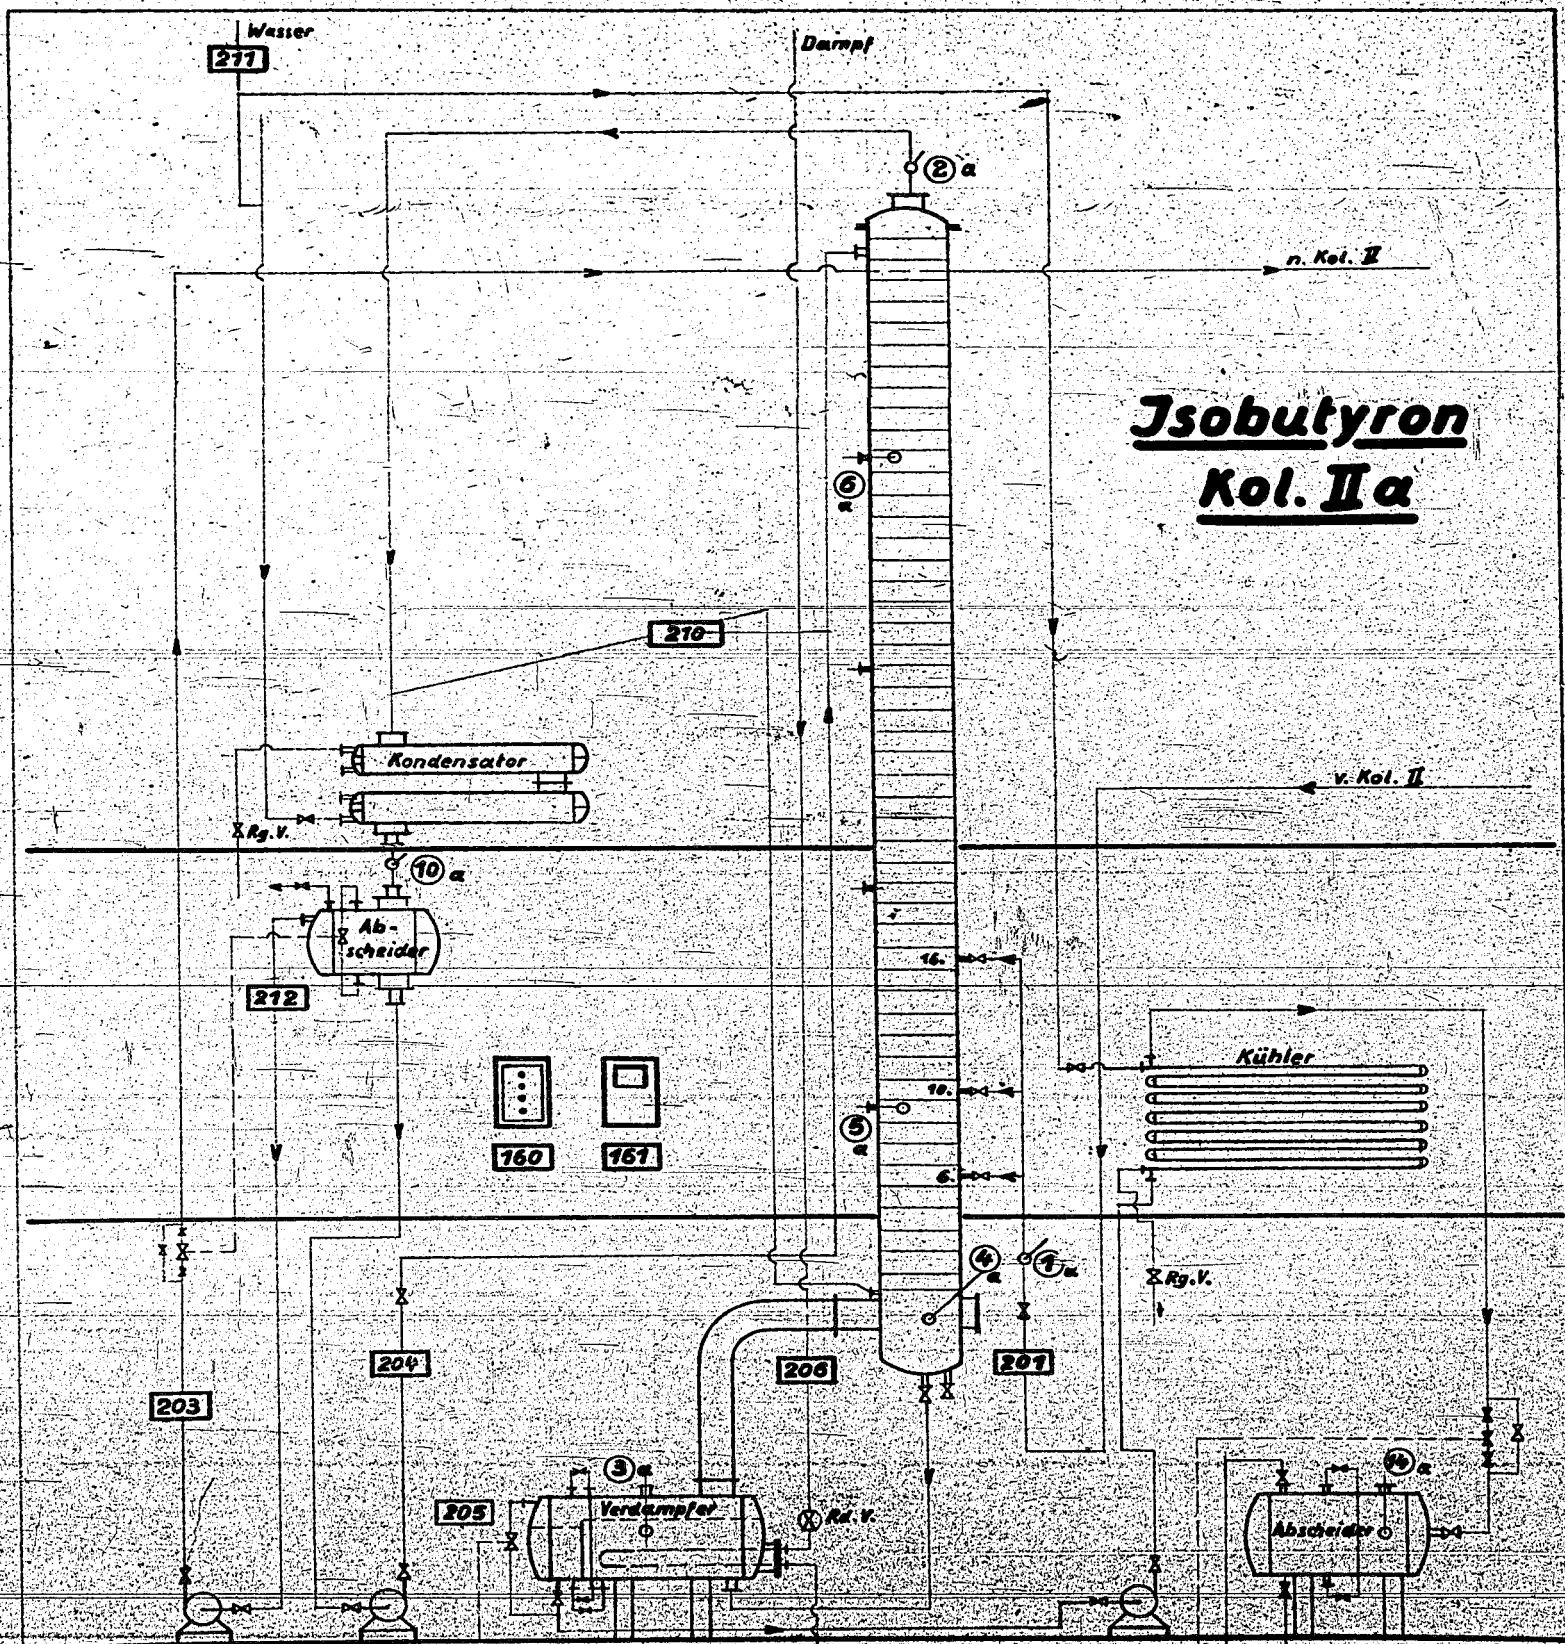 Wasser
211
Dampf
2 a
n. Kol. II
Isobutyron
Kol. II a
6
a
210
Kondensator
v. Kol. II
Rg. V.
10 a
Ab-
scheider
16.
212
Kühler
10.
5
a
160
161
6.
4
a
1 a
Rg. V.
204
206
201
203
3 a
14 a
205
Verdampfer
Rd. V.
Abscheider